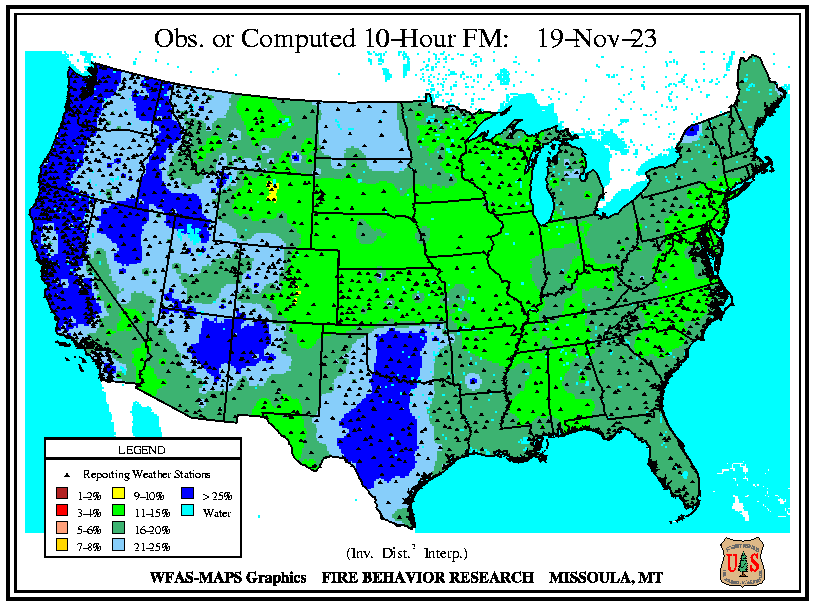 Obs. or Computed 10-Hour FM: 19-Nov-23
LEGEND
Reporting Weather Stations
1-2% 9-10% > 25%
3-4% 11-15% Water
5-6% 16-20%
7-8% 21-25%
(Inv. Dist.² Interp.)
WFAS-MAPS Graphics FIRE BEHAVIOR RESEARCH MISSOULA, MT
U S